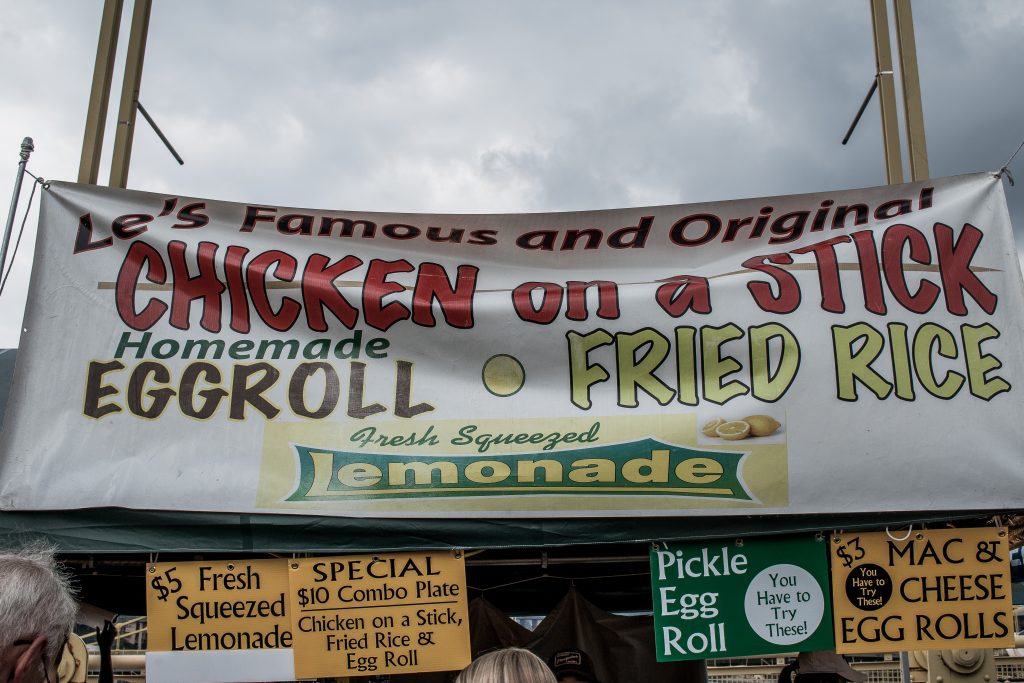 Le's Famous and Original
CHICKEN on a STICK
Homemade
EGGROLL • FRIED RICE
Fresh Squeezed
Lemonade
$5 Fresh
Squeezed
Lemonade
SPECIAL
$10 Combo Plate
Chicken on a Stick,
Fried Rice &
Egg Roll
Pickle
Egg
Roll
You
Have to
Try
These!
$3 MAC &
CHEESE
EGG ROLLS
You
Have to
Try
These!